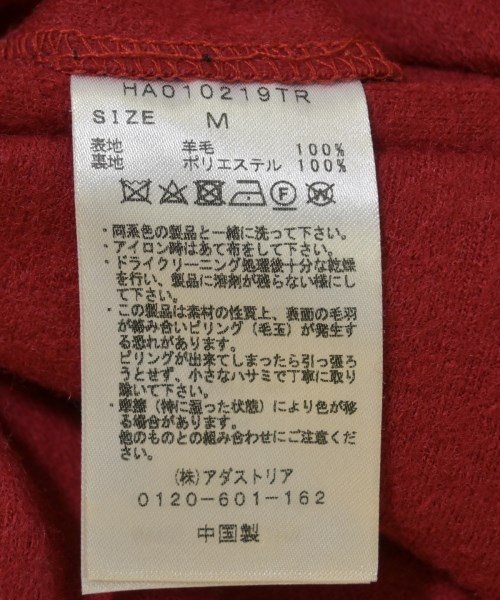 HA010219TR
SIZE M
表地 羊毛 100%
裏地 ポリエステル 100%
・同系色の製品と一緒に洗って下さい。
・アイロン時はあて布をして下さい。
・ドライクリーニング処理後十分な乾燥
を行い、製品に溶剤が残らない様にし
て下さい。
・この製品は素材の性質上、表面の毛羽
が絡み合いピリング（毛玉）が発生す
る恐れがあります。
ピリングが出来てしまったら引っ張ろ
うとせず、小さなハサミで丁寧に取り
除いて下さい。
・摩擦（特に湿った状態）により色が移
る場合があります。
他のものとの組み合わせにご注意くだ
さい。
(株)アダストリア
0120-601-162
中国製